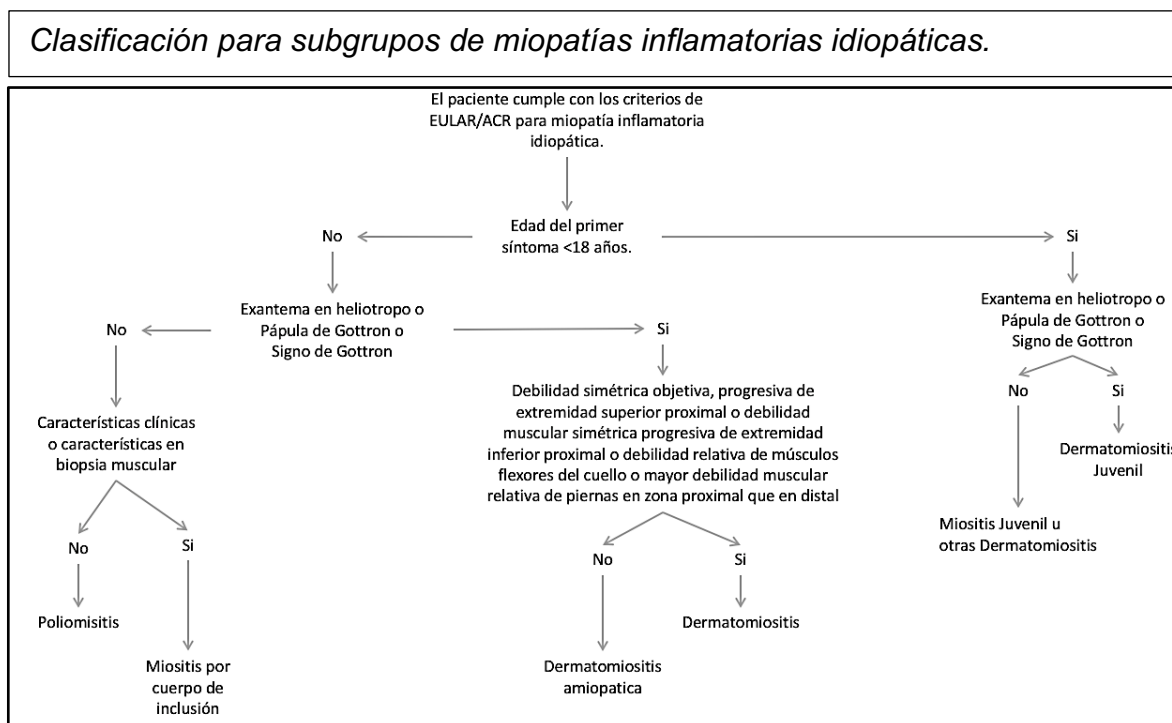 Clasificación para subgrupos de miopatías inflamatorias idiopáticas.
El paciente cumple con los criterios de
EULAR/ACR para miopatía inflamatoria
idiopática.
No
Edad del primer
síntoma <18 años.
Si
Exantema en heliotropo o
Pápula de Gottron o
Signo de Gottron
No
Si
Exantema en heliotropo o
Pápula de Gottron o
Signo de Gottron
Características clínicas
o características en
biopsia muscular
Debilidad simétrica objetiva, progresiva de
extremidad superior proximal o debilidad
muscular simétrica progresiva de extremidad
inferior proximal o debilidad relativa de músculos
flexores del cuello o mayor debilidad muscular
relativa de piernas en zona proximal que en distal
No
Si
Dermatomiositis
Juvenil
Miositis Juvenil u
otras Dermatomiositis
No
Si
No
Si
Poliomisitis
Miositis por
cuerpo de
inclusión
Dermatomiositis
Dermatomiositis
amiopatica